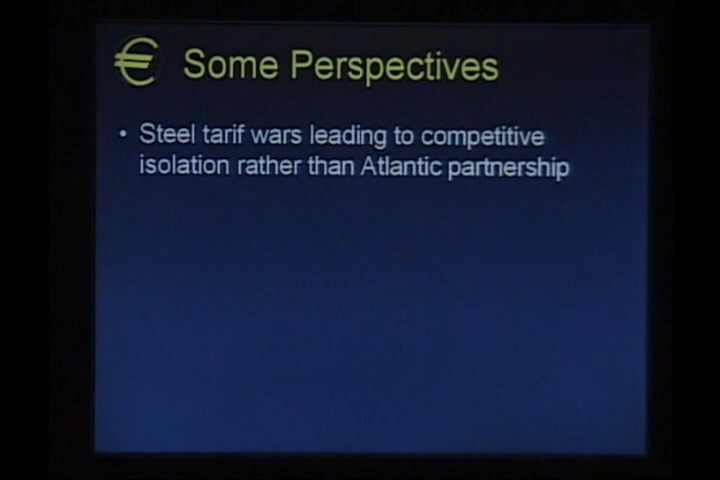 € Some Perspectives
• Steel tarif wars leading to competitive
isolation rather than Atlantic partnership